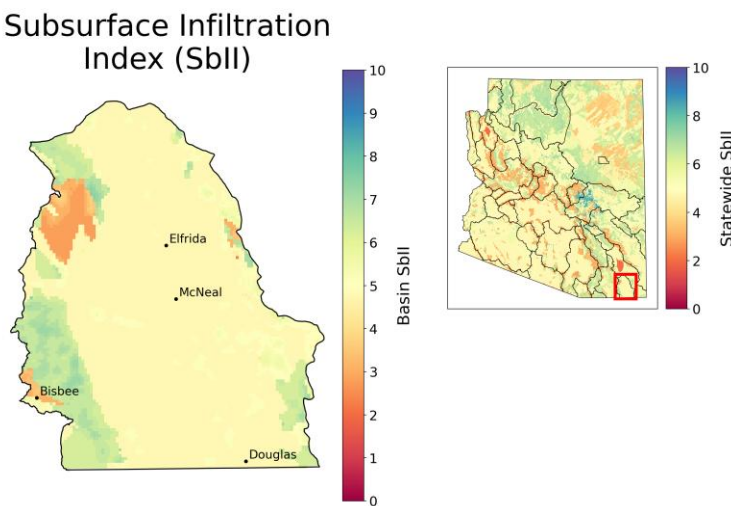 Subsurface Infiltration
Index (SbII)
Elfrida
McNeal
Bisbee
Douglas
10
9
8
7
6
5
4
3
2
1
0
Basin SbII
10
8
6
4
2
0
Statewide SbII